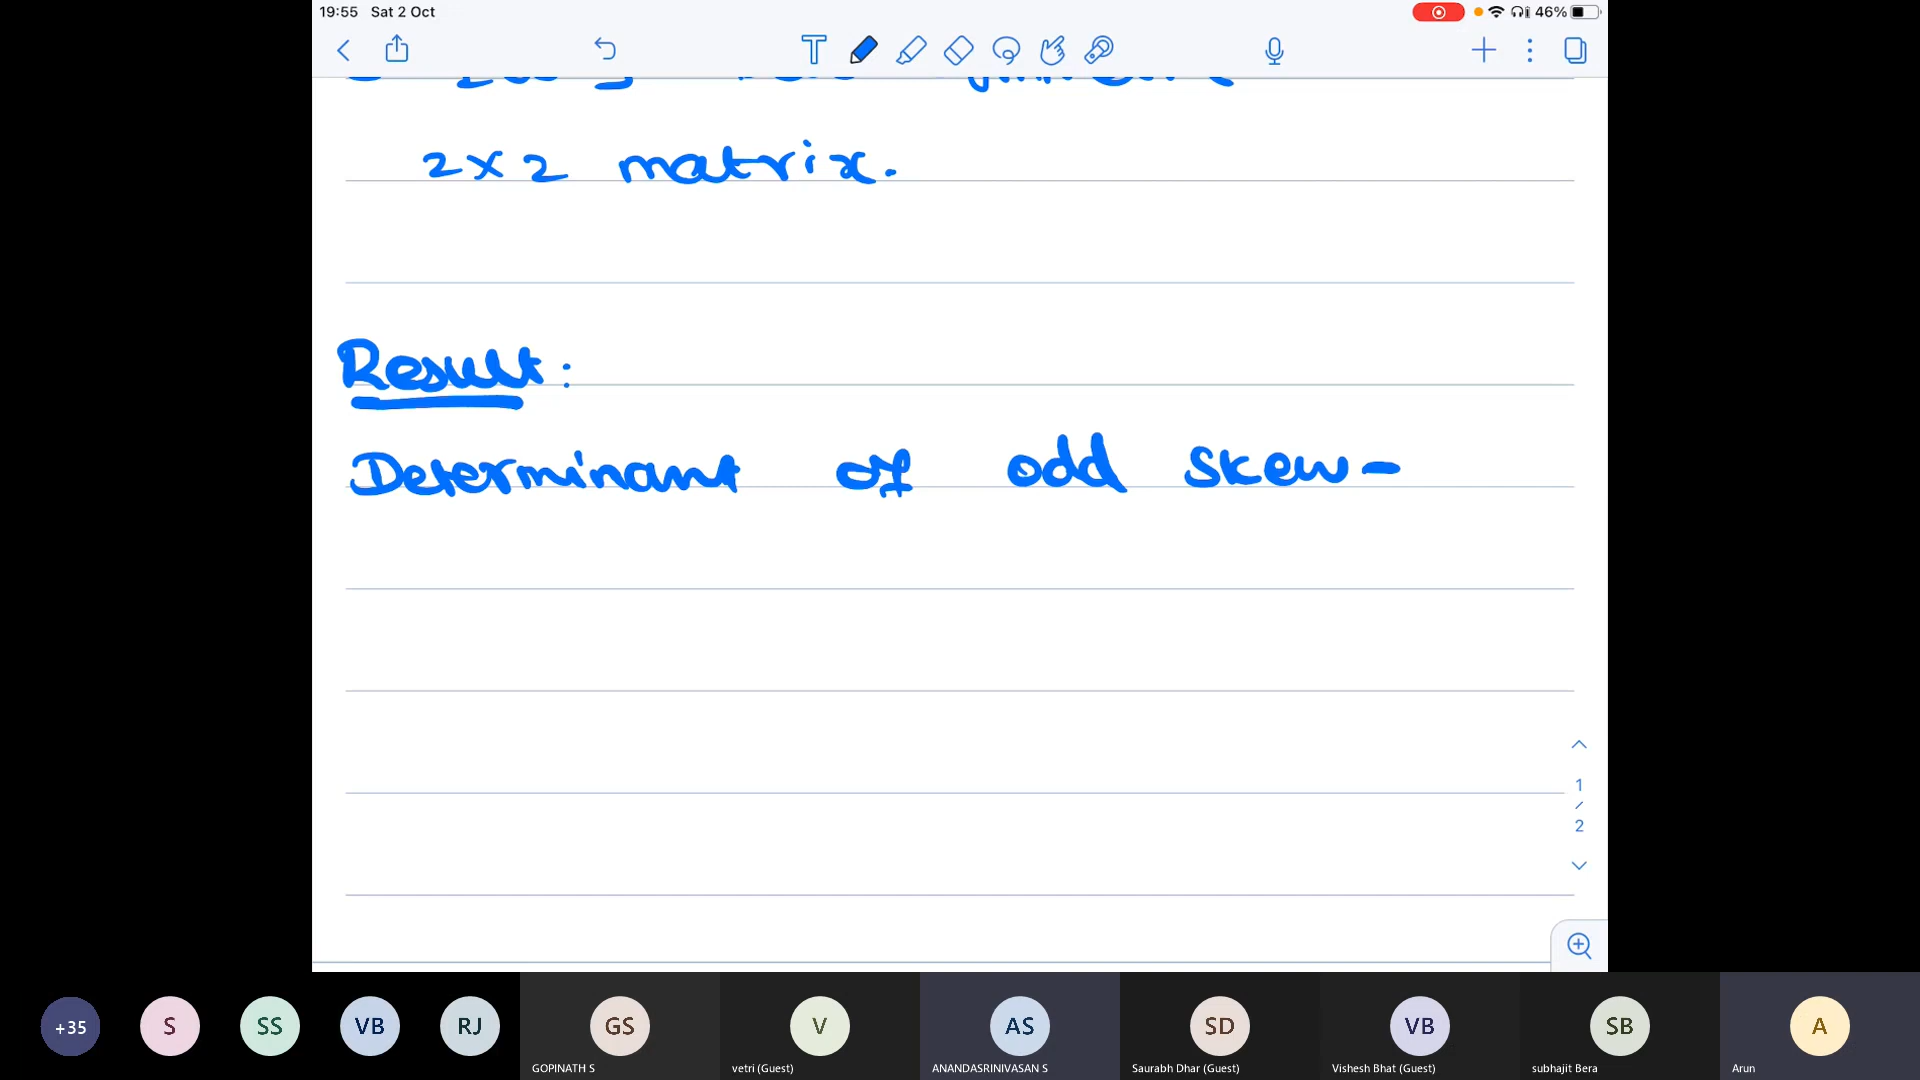 19:55 Sat 2 Oct
46%
2x2 matrix.
Result:
Determinant of odd skew-
1
/
2
+35
S
SS
VB
RJ
GS
V
AS
SD
VB
SB
A
GOPINATH S
vetri (Guest)
ANANDASRINIVASAN S
Saurabh Dhar (Guest)
Vishesh Bhat (Guest)
subhajit Bera
Arun